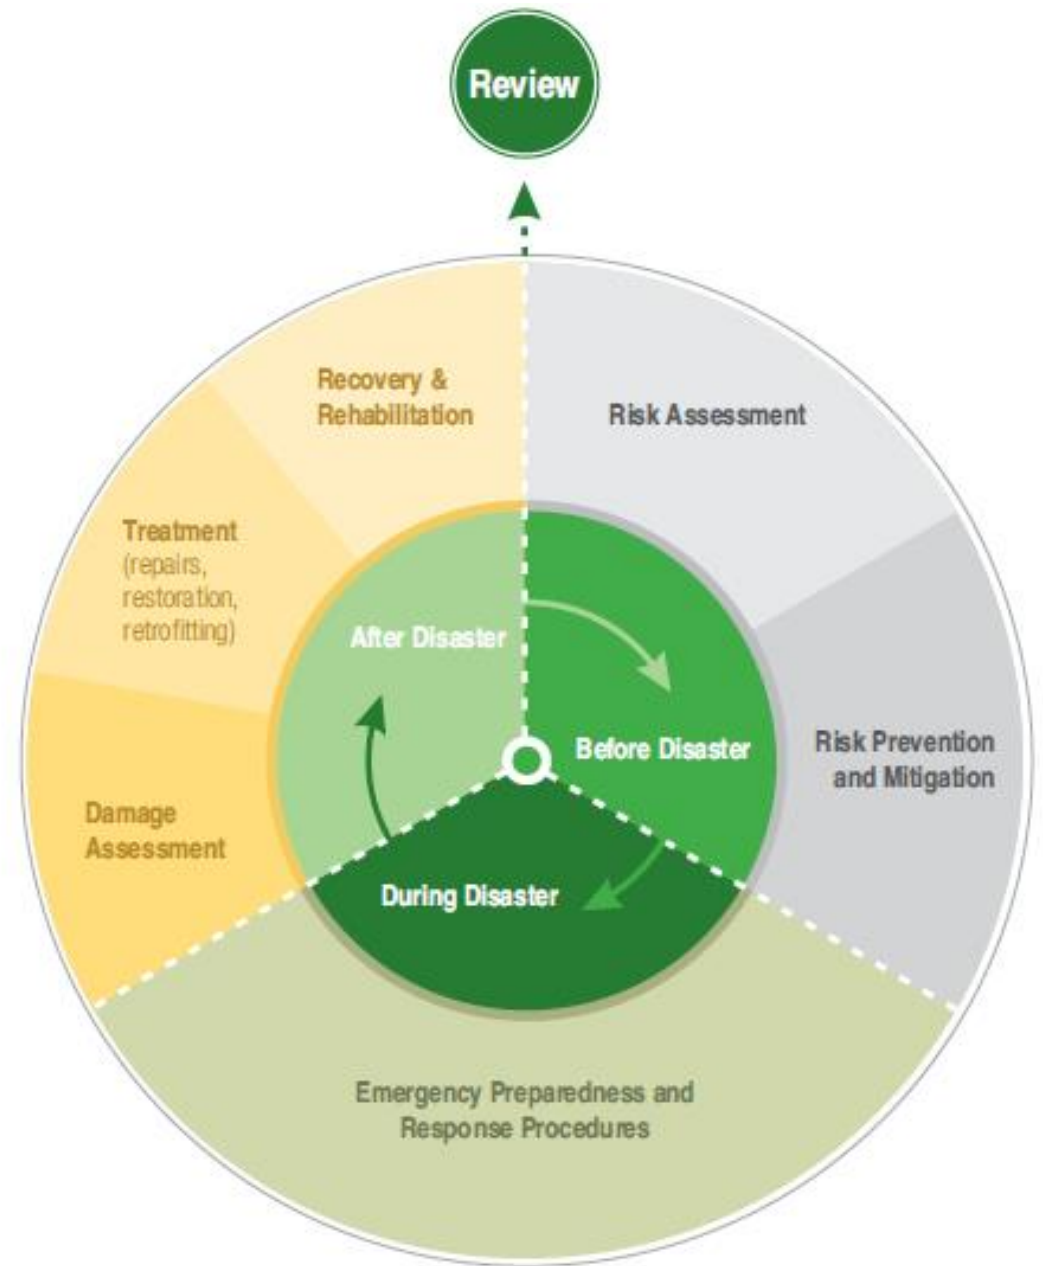 Review
Recovery &
Rehabilitation
Risk Assessment
Treatment
(repairs,
restoration,
retrofitting)
After Disaster
Before Disaster
Risk Prevention
and Mitigation
Damage
Assessment
During Disaster
Emergency Preparedness and
Response Procedures